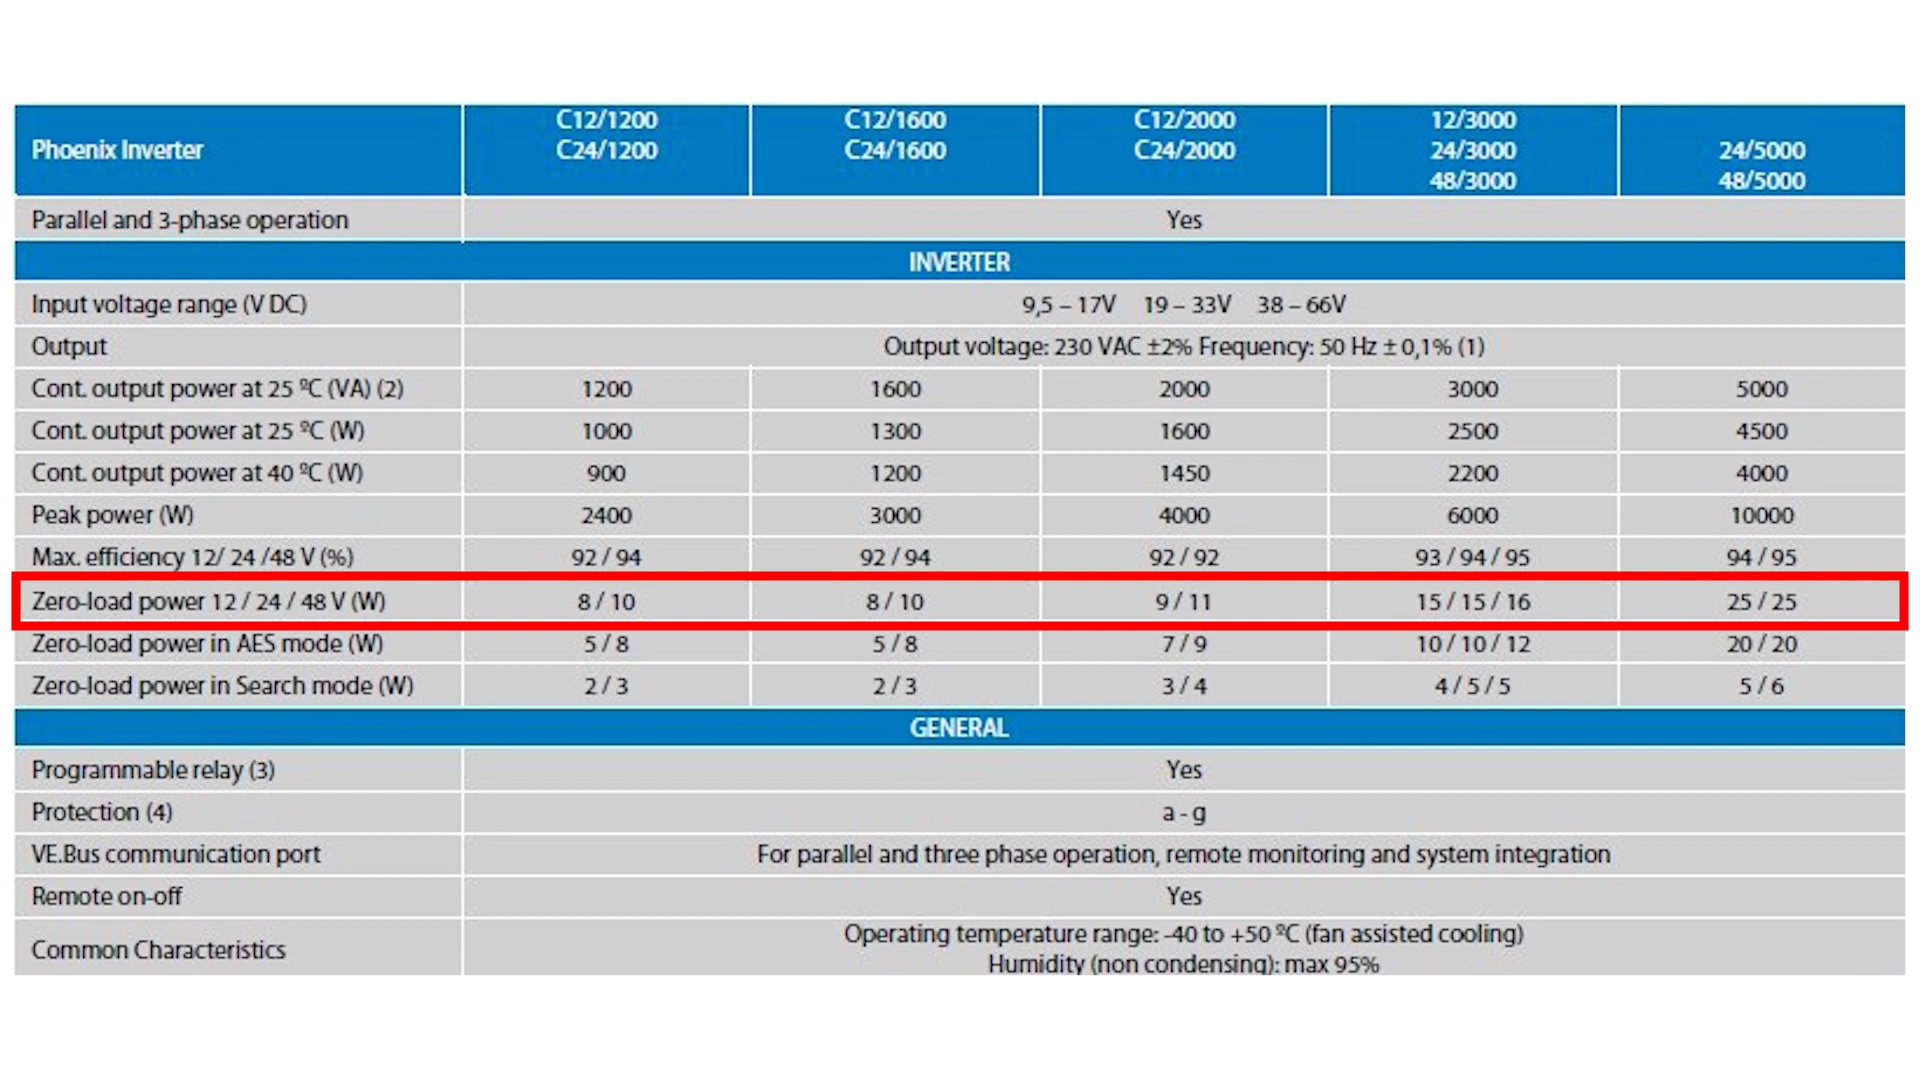 Phoenix Inverter C12/1200 C12/1600 C12/2000 12/3000
C24/1200 C24/1600 C24/2000 24/3000 24/5000
48/3000 48/5000
Parallel and 3-phase operation Yes
INVERTER
Input voltage range (V DC) 9,5 – 17V 19 – 33V 38 – 66V
Output Output voltage: 230 VAC ±2% Frequency: 50 Hz ± 0,1% (1)
Cont. output power at 25 ºC (VA) (2) 1200 1600 2000 3000 5000
Cont. output power at 25 ºC (W) 1000 1300 1600 2500 4500
Cont. output power at 40 ºC (W) 900 1200 1450 2200 4000
Peak power (W) 2400 3000 4000 6000 10000
Max. efficiency 12/ 24 /48 V (%) 92 / 94 92 / 94 92 / 92 93 / 94 / 95 94 / 95
Zero-load power 12 / 24 / 48 V (W) 8 / 10 8 / 10 9 / 11 15 / 15 / 16 25 / 25
Zero-load power in AES mode (W) 5 / 8 5 / 8 7 / 9 10 / 10 / 12 20 / 20
Zero-load power in Search mode (W) 2 / 3 2 / 3 3 / 4 4 / 5 / 5 5 / 6
GENERAL
Programmable relay (3) Yes
Protection (4) a - g
VE.Bus communication port For parallel and three phase operation, remote monitoring and system integration
Remote on-off Yes
Common Characteristics Operating temperature range: -40 to +50 ºC (fan assisted cooling)
Humidity (non condensing): max 95%